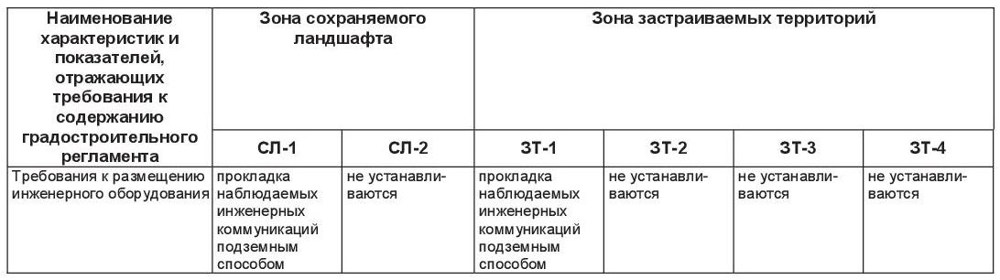 Наименование
характеристик и
показателей,
отражающих
требования к
содержанию
градостроительного
регламента
Зона сохраняемого
ландшафта
Зона застраиваемых территорий
СЛ-1
СЛ-2
ЗТ-1
ЗТ-2
ЗТ-3
ЗТ-4
Требования к размещению
инженерного оборудования
прокладка
наблюдаемых
инженерных
коммуникаций
подземным
способом
не устанавли-
ваются
прокладка
наблюдаемых
инженерных
коммуникаций
подземным
способом
не устанавли-
ваются
не устанавли-
ваются
не устанавли-
ваются